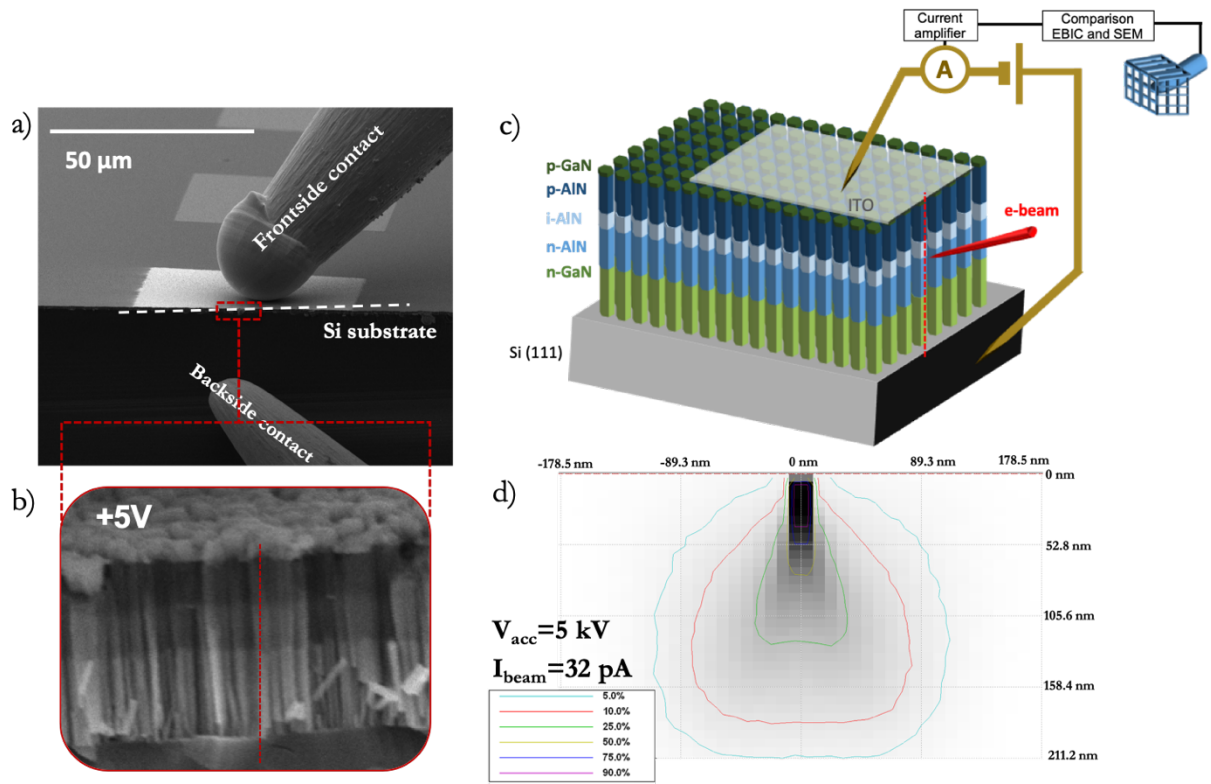 a)
50 µm
Frontside contact
Si substrate
Backside contact
b)
+5V
c)
Current
amplifier
Comparison
EBIC and SEM
A
p-GaN
p-AlN
i-AlN
n-AlN
n-GaN
ITO
e-beam
Si (111)
d)
-178.5 nm
-89.3 nm
0 nm
89.3 nm
178.5 nm
0 nm
52.8 nm
105.6 nm
158.4 nm
211.2 nm
Vacc=5 kV
Ibeam=32 pA
5.0%
10.0%
25.0%
50.0%
75.0%
90.0%